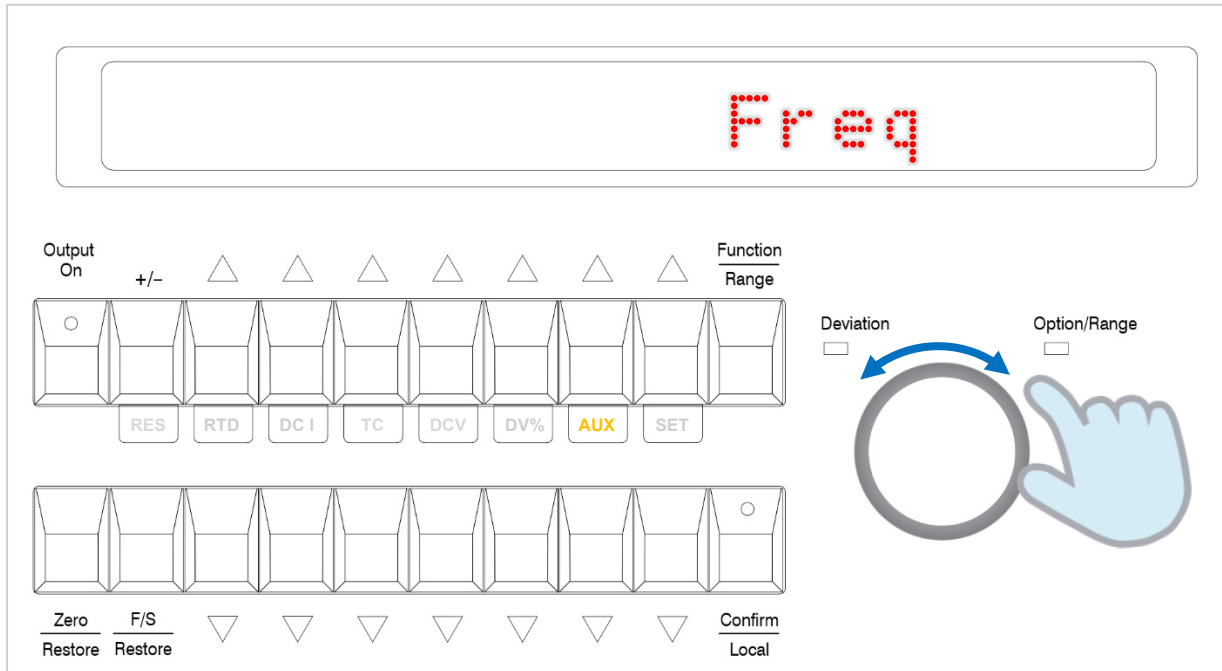 Freq
Output
On
+/−
Function
Range
Deviation
Option/Range
RES RTD DC I TC DCV DV% AUX SET
Zero
Restore
F/S
Restore
Confirm
Local